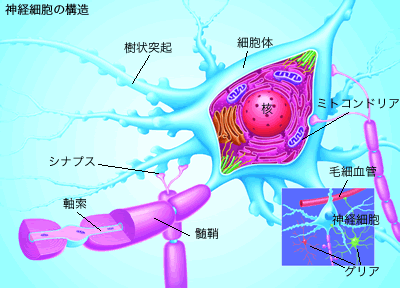 神経細胞の構造
樹状突起
細胞体
核
ミトコンドリア
シナプス
軸索
髄鞘
毛細血管
神経細胞
グリア